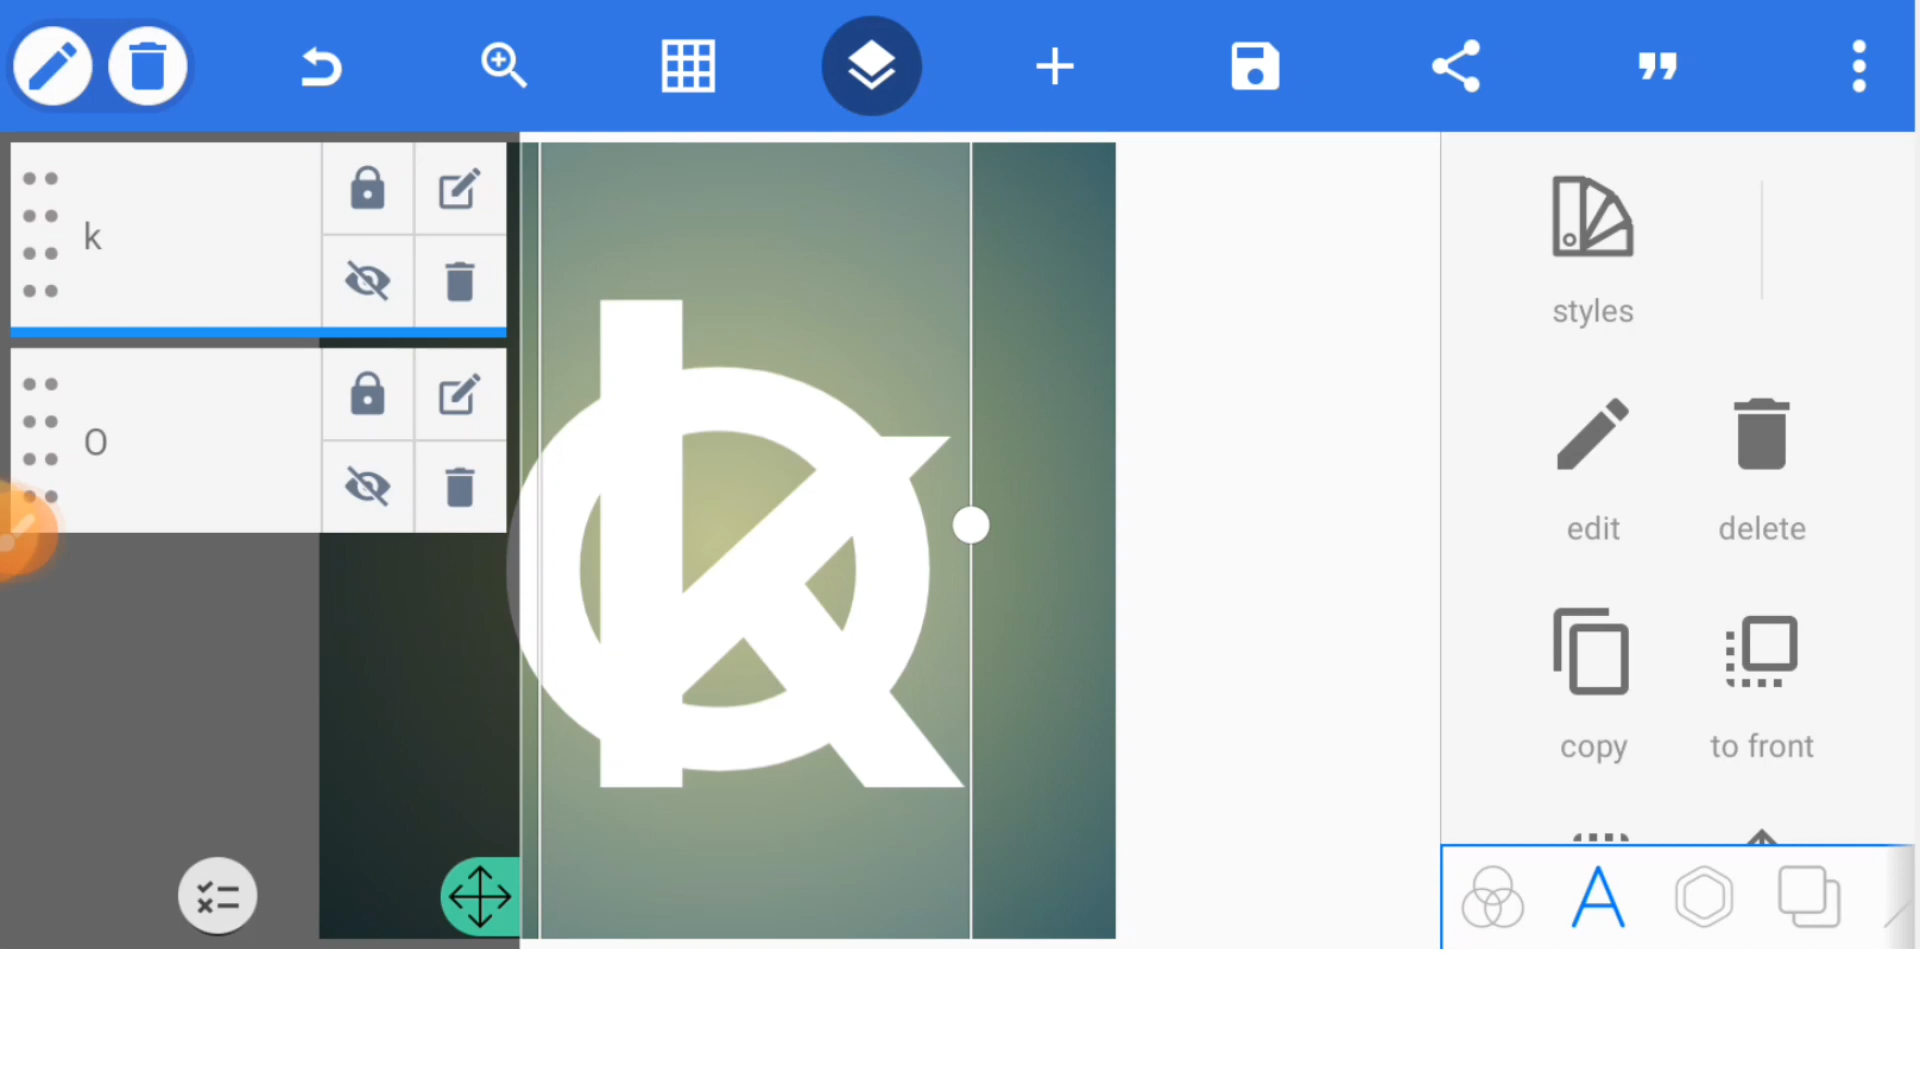 k
O
k
O
styles
edit
delete
copy
to front